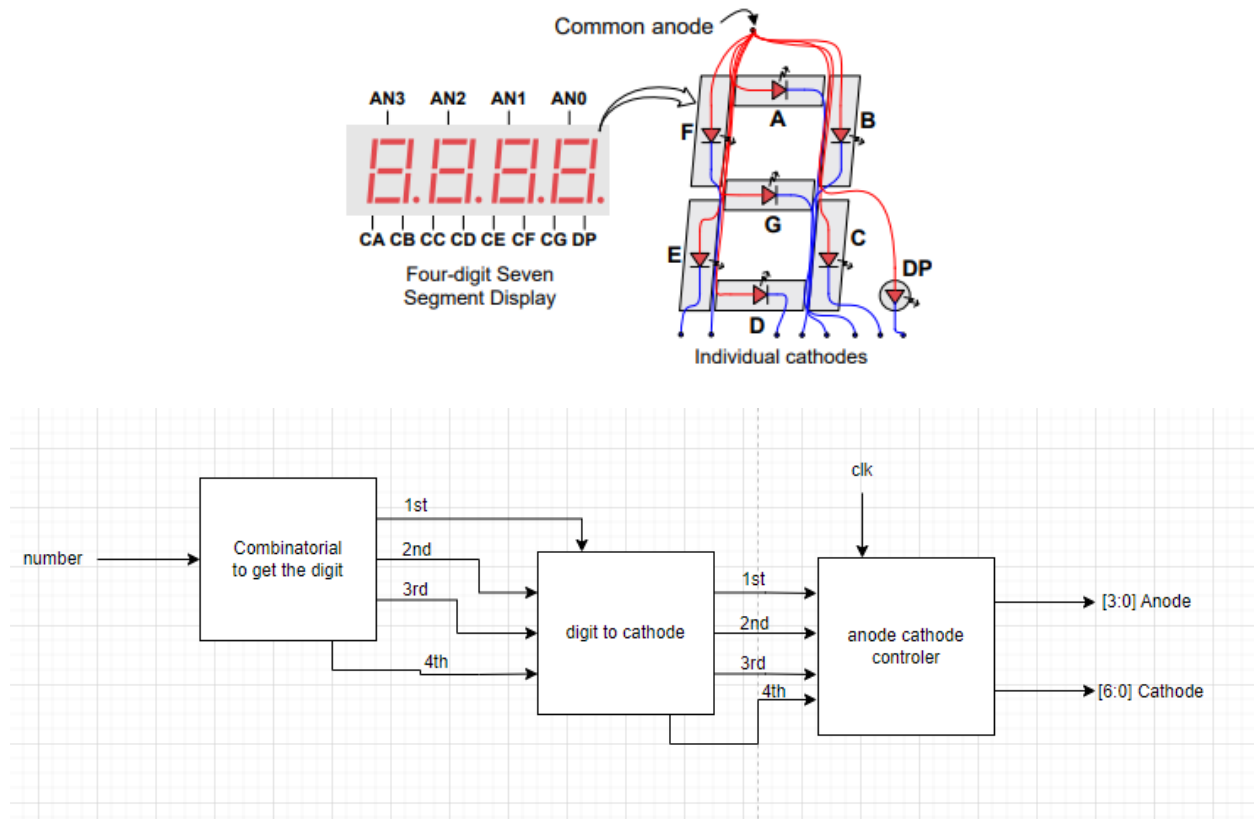 Common anode
AN3 AN2 AN1 AN0
CA CB CC CD CE CF CG DP
Four-digit Seven
Segment Display
A
F
B
G
E
C
DP
D
Individual cathodes
number
Combinatorial
to get the digit
1st
2nd
3rd
4th
digit to cathode
1st
2nd
3rd
4th
clk
anode cathode
controler
[3:0] Anode
[6:0] Cathode